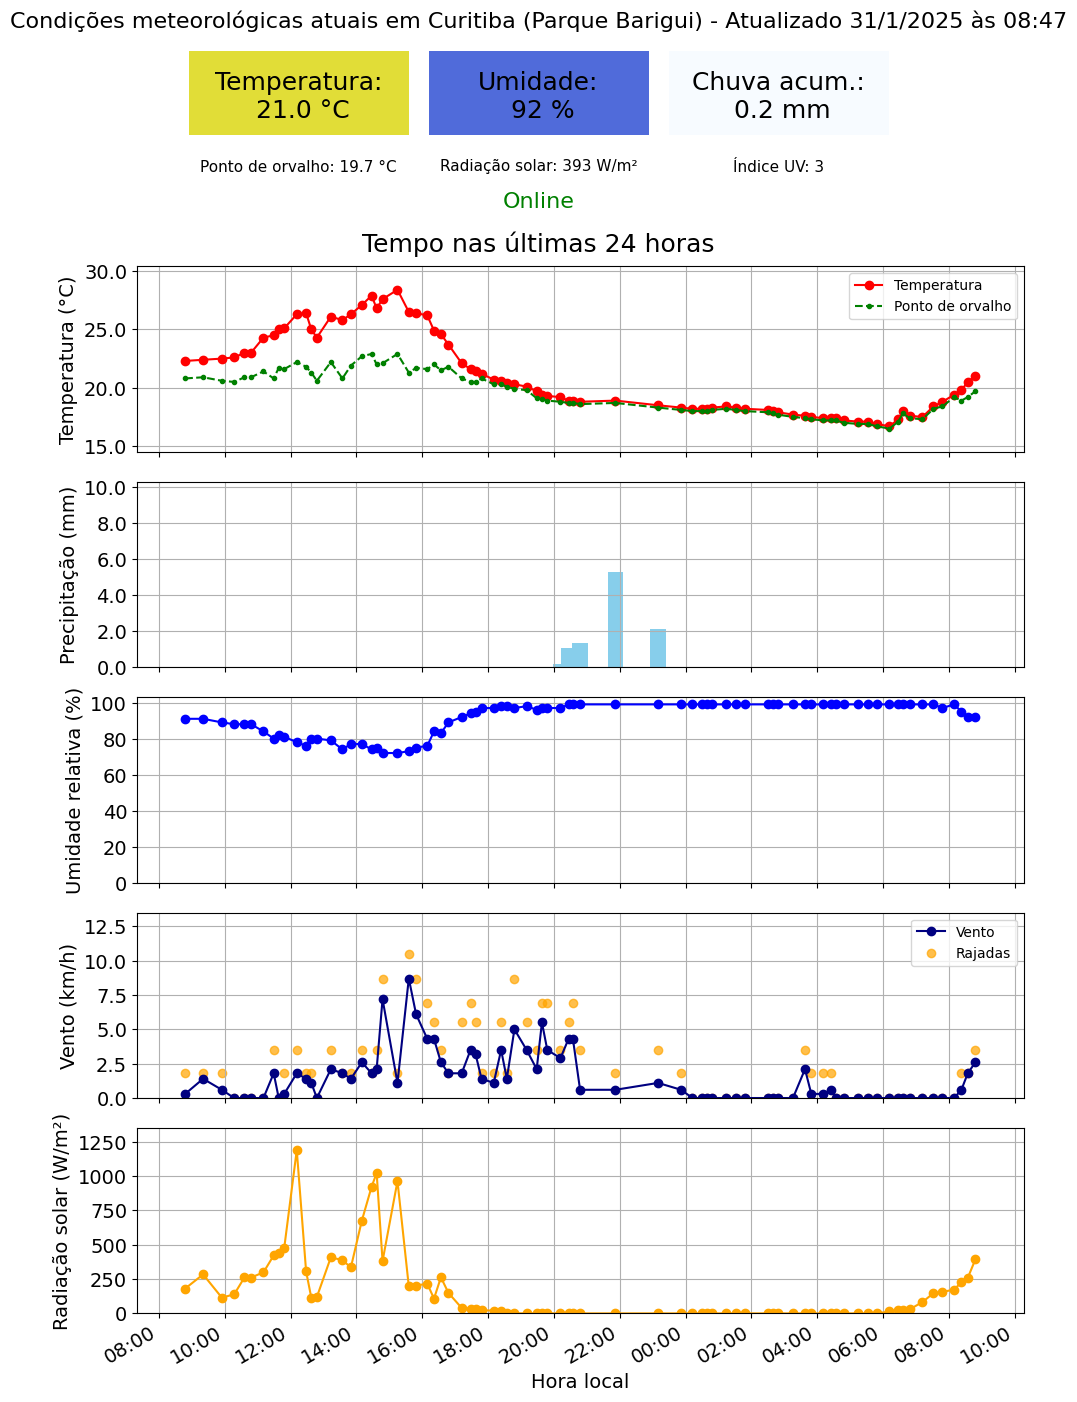 Condições meteorológicas atuais em Curitiba (Parque Barigui) - Atualizado 31/1/2025 às 08:47
Temperatura:
21.0 °C
Umidade:
92 %
Chuva acum.:
0.2 mm
Ponto de orvalho: 19.7 °C
Radiação solar: 393 W/m²
Índice UV: 3
Online
Tempo nas últimas 24 horas
Temperatura (°C)
30.0
25.0
20.0
15.0
Temperatura
Ponto de orvalho
Precipitação (mm)
10.0
8.0
6.0
4.0
2.0
0.0
Umidade relativa (%)
100
80
60
40
20
0
Vento (km/h)
12.5
10.0
7.5
5.0
2.5
0.0
Vento
Rajadas
Radiação solar (W/m²)
1250
1000
750
500
250
0
08:00
10:00
12:00
14:00
16:00
18:00
20:00
22:00
00:00
02:00
04:00
06:00
08:00
10:00
Hora local